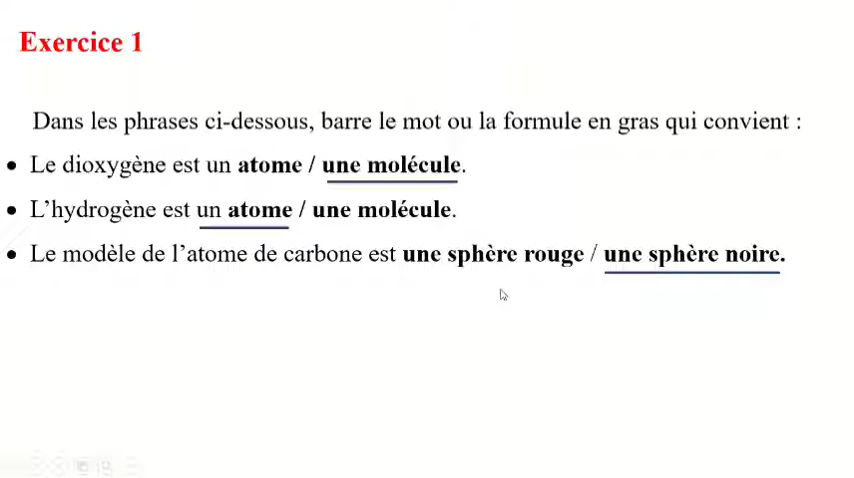 Exercice 1
Dans les phrases ci-dessous, barre le mot ou la formule en gras qui convient :
• Le dioxygène est un atome / une molécule.
• L’hydrogène est un atome / une molécule.
• Le modèle de l’atome de carbone est une sphère rouge / une sphère noire.